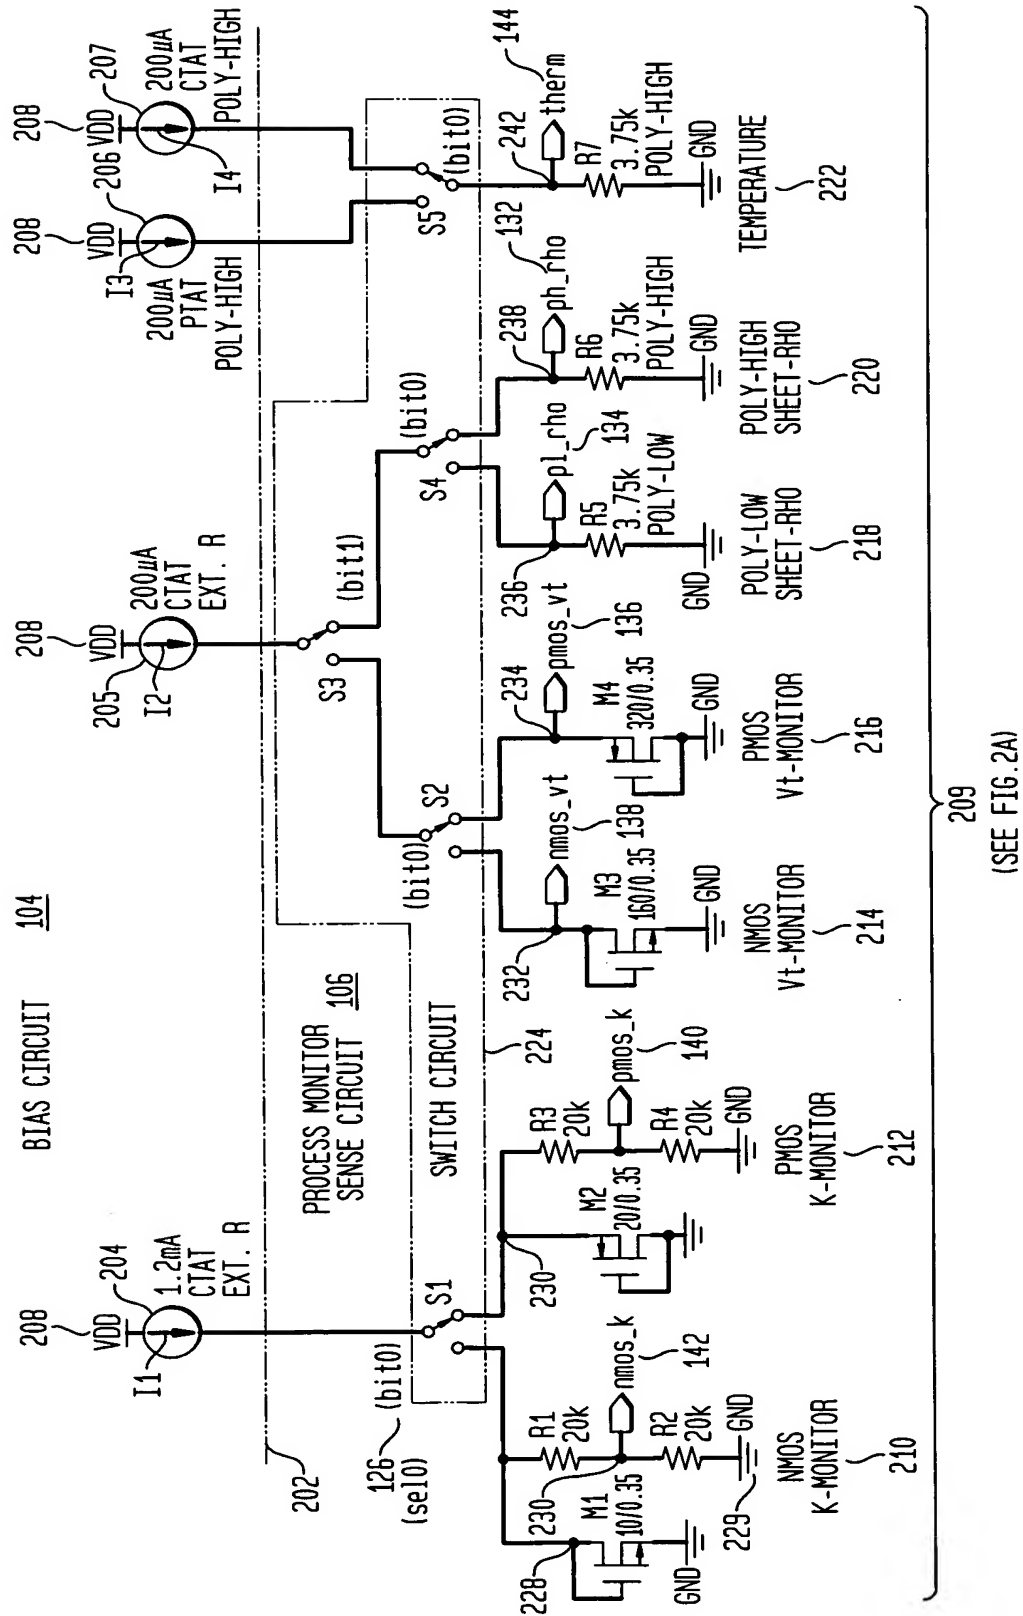 BIAS CIRCUIT 104
208
VDD
204
I1
1.2mA
CTAT
EXT. R
208
VDD
205
I2
200µA
CTAT
EXT. R
208
VDD
206
I3
200µA
PTAT
POLY-HIGH
208
VDD
207
I4
200µA
CTAT
POLY-HIGH
202
PROCESS MONITOR
SENSE CIRCUIT 106
SWITCH CIRCUIT
224
126
(sel0)
(bit0)
S1
S3
(bit1)
(bit0)
S2
S4
(bit0)
S5
(bit0)
228
M1
10/0.35
GND
230
R1
20k
nmos_k
142
R2
20k
GND
229
230
M2
20/0.35
R3
20k
pmos_k
140
R4
20k
GND
232
nmos_vt
138
M3
160/0.35
GND
234
pmos_vt
136
M4
320/0.35
GND
236
pl_rho
134
R5
3.75k
POLY-LOW
GND
238
ph_rho
132
R6
3.75k
POLY-HIGH
GND
242
therm
144
R7
3.75k
POLY-HIGH
GND
NMOS
K-MONITOR
210
PMOS
K-MONITOR
212
NMOS
Vt-MONITOR
214
PMOS
Vt-MONITOR
216
POLY-LOW
SHEET-RHO
218
POLY-HIGH
SHEET-RHO
220
TEMPERATURE
222
209
(SEE FIG.2A)